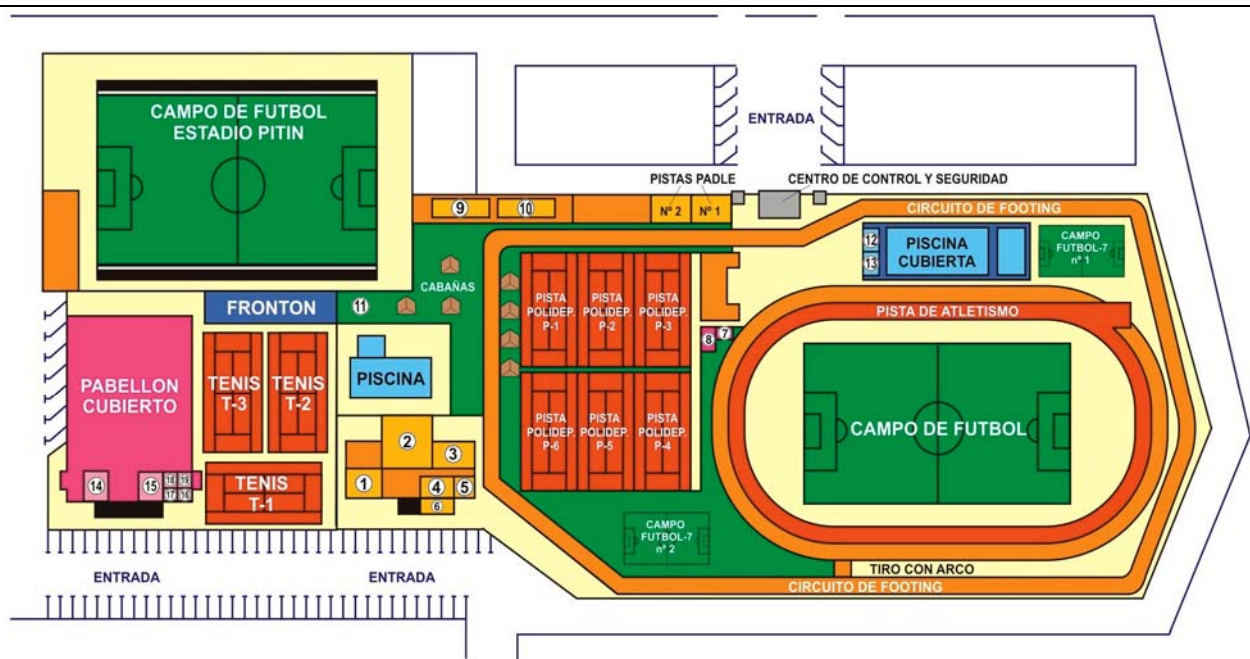 CAMPO DE FUTBOL
ESTADIO PITIN
ENTRADA
PISTAS PADLE
CENTRO DE CONTROL Y SEGURIDAD
9
10
Nº 2
Nº 1
CIRCUITO DE FOOTING
12
13
PISCINA
CUBIERTA
CAMPO
FUTBOL-7
nº 1
CABAÑAS
11
FRONTON
PISTA
POLIDEP.
P-1
PISTA
POLIDEP.
P-2
PISTA
POLIDEP.
P-3
8
7
PISTA DE ATLETISMO
PABELLON
CUBIERTO
TENIS
T-3
TENIS
T-2
PISCINA
PISTA
POLIDEP.
P-6
PISTA
POLIDEP.
P-5
PISTA
POLIDEP.
P-4
CAMPO DE FUTBOL
2
3
1
4
5
6
14
15
18
19
17
16
TENIS
T-1
CAMPO
FUTBOL-7
nº 2
TIRO CON ARCO
CIRCUITO DE FOOTING
ENTRADA
ENTRADA